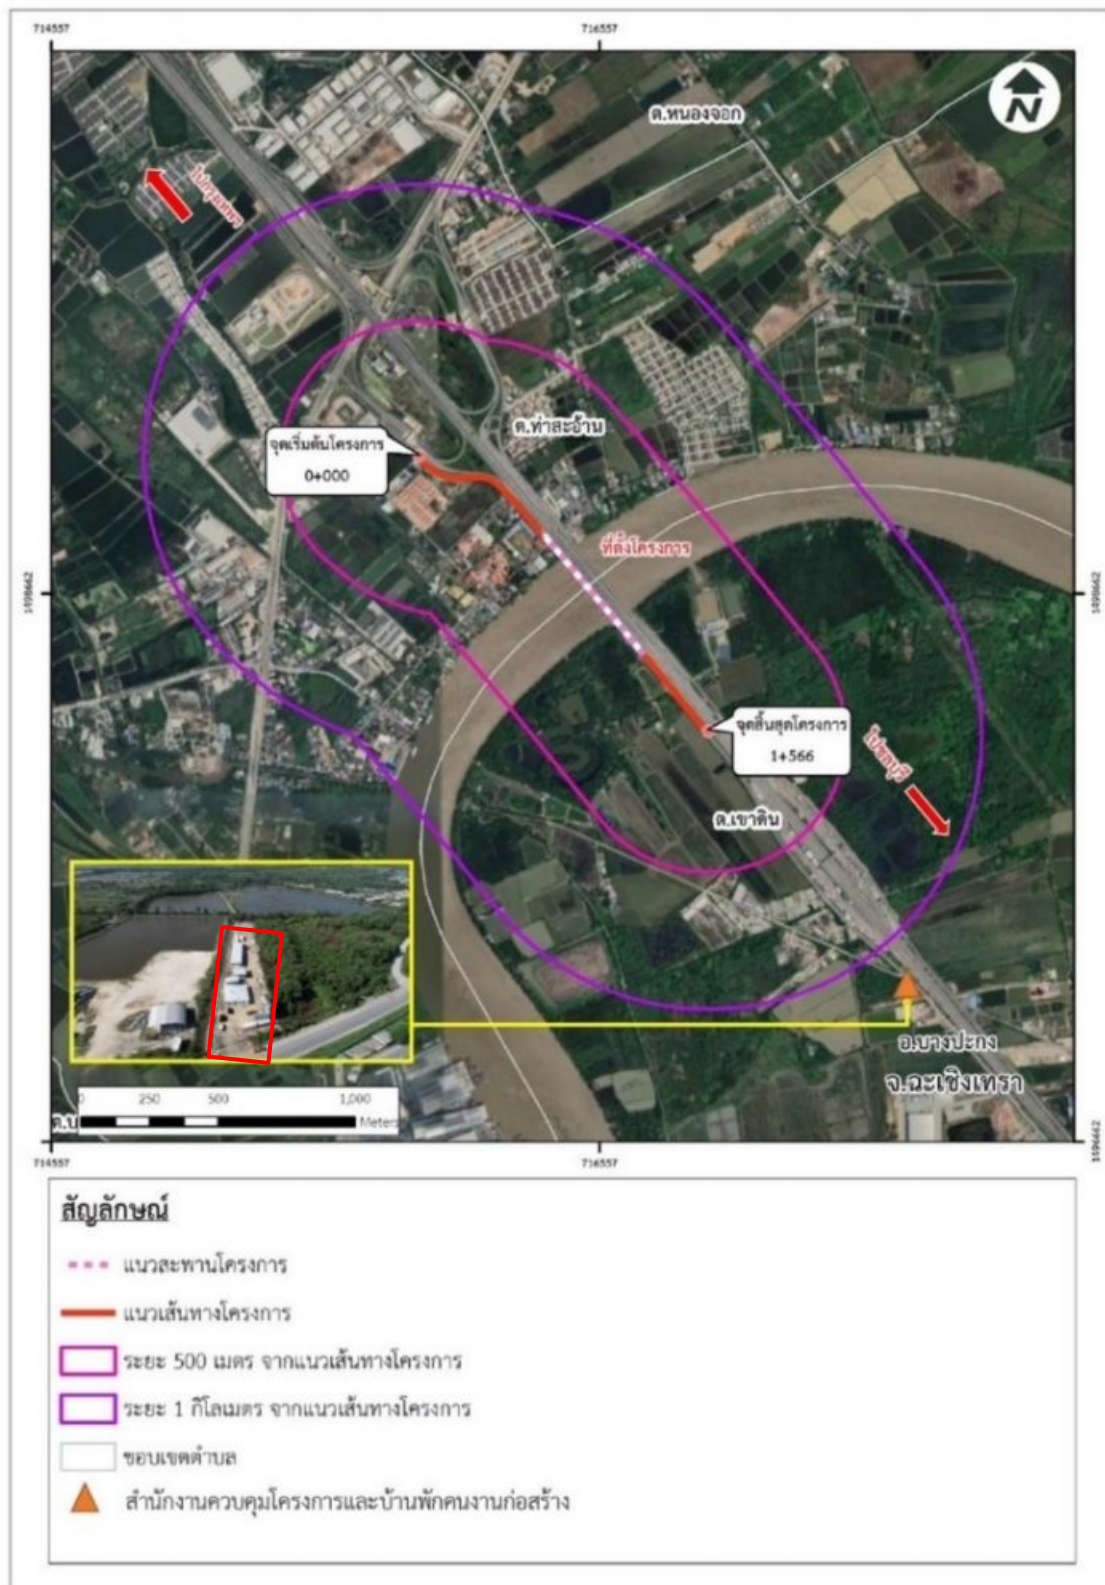 714557
716557
N
ต.หนองจอก
ไปกรุงเทพฯ
ต.ท่าสะอ้าน
จุดเริ่มต้นโครงการ
0+000
ที่ตั้งโครงการ
1498662
1498662
จุดสิ้นสุดโครงการ
1+566
ไปชลบุรี
ต.เขาดิน
อ.บางปะกง
จ.ฉะเชิงเทรา
0 250 500 1,000
Meters
ต.บ
714557
716557
สัญลักษณ์
แนวสะพานโครงการ
แนวเส้นทางโครงการ
ระยะ 500 เมตร จากแนวเส้นทางโครงการ
ระยะ 1 กิโลเมตร จากแนวเส้นทางโครงการ
ขอบเขตตำบล
สำนักงานควบคุมโครงการและบ้านพักคนงานก่อสร้าง